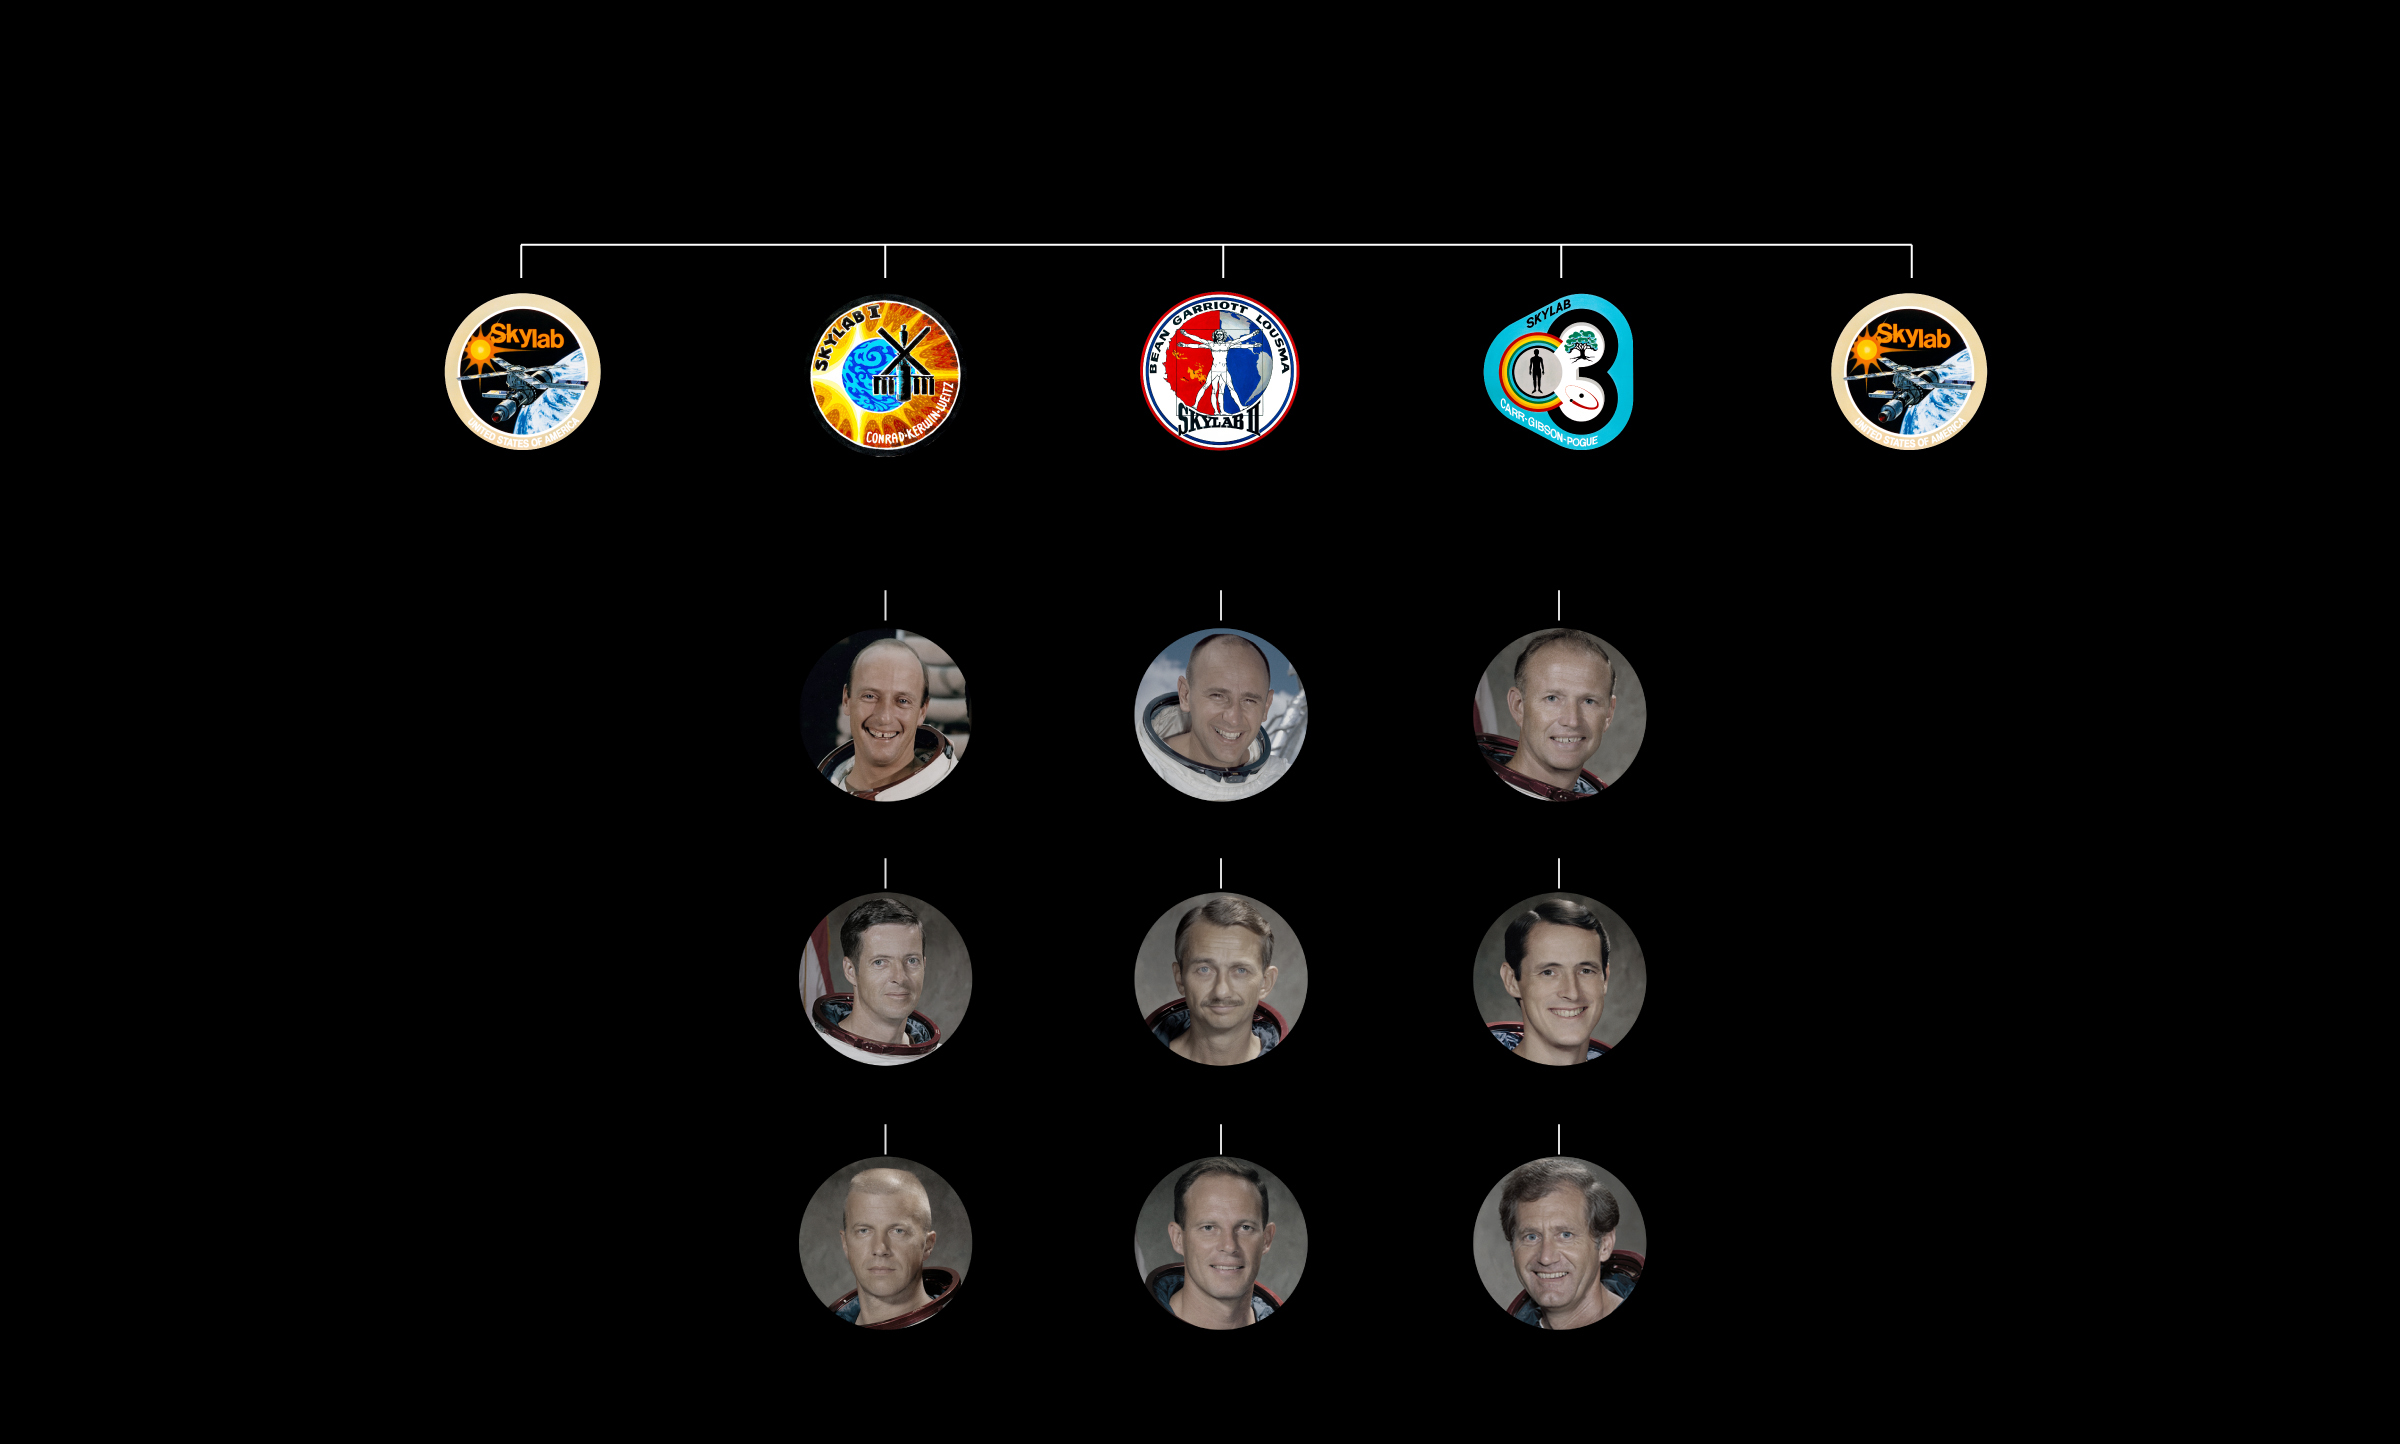 Skylab
UNITED STATES OF AMERICA
SKYLAB I
CONRAD·KERWIN·WEITZ
BEAN GARRIOTT LOUSMA
SKYLAB II
SKYLAB
CARR·GIBSON·POGUE
Skylab
UNITED STATES OF AMERICA